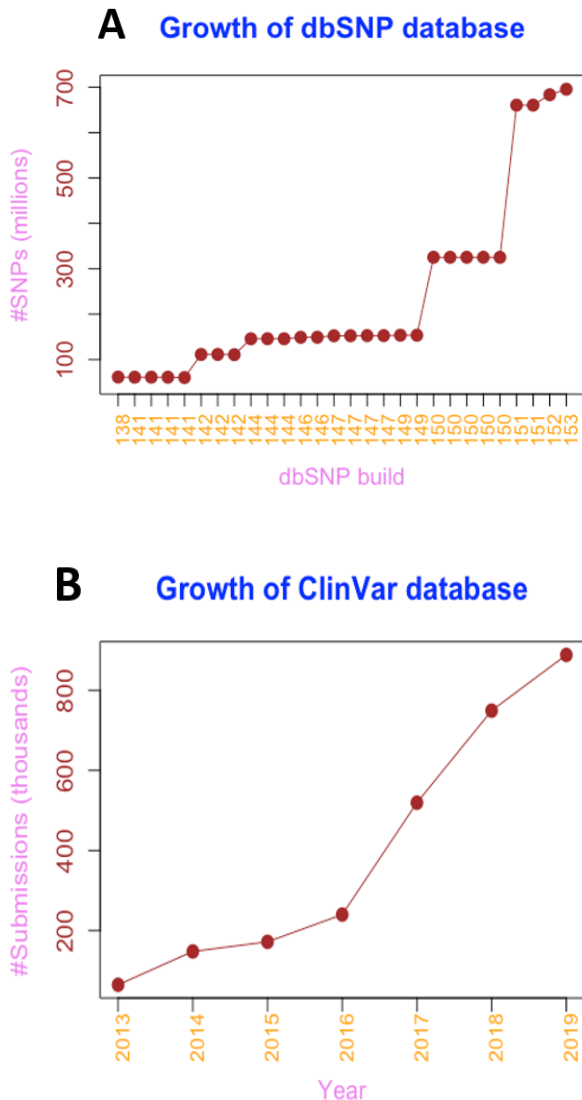 A Growth of dbSNP database
#SNPs (millions)
700
500
300
100
138 141 141 141 141 142 142 142 144 144 144 146 146 147 147 147 147 149 149 150 150 150 150 150 151 151 152 153
dbSNP build
B Growth of ClinVar database
#Submissions (thousands)
800
600
400
200
2013 2014 2015 2016 2017 2018 2019
Year